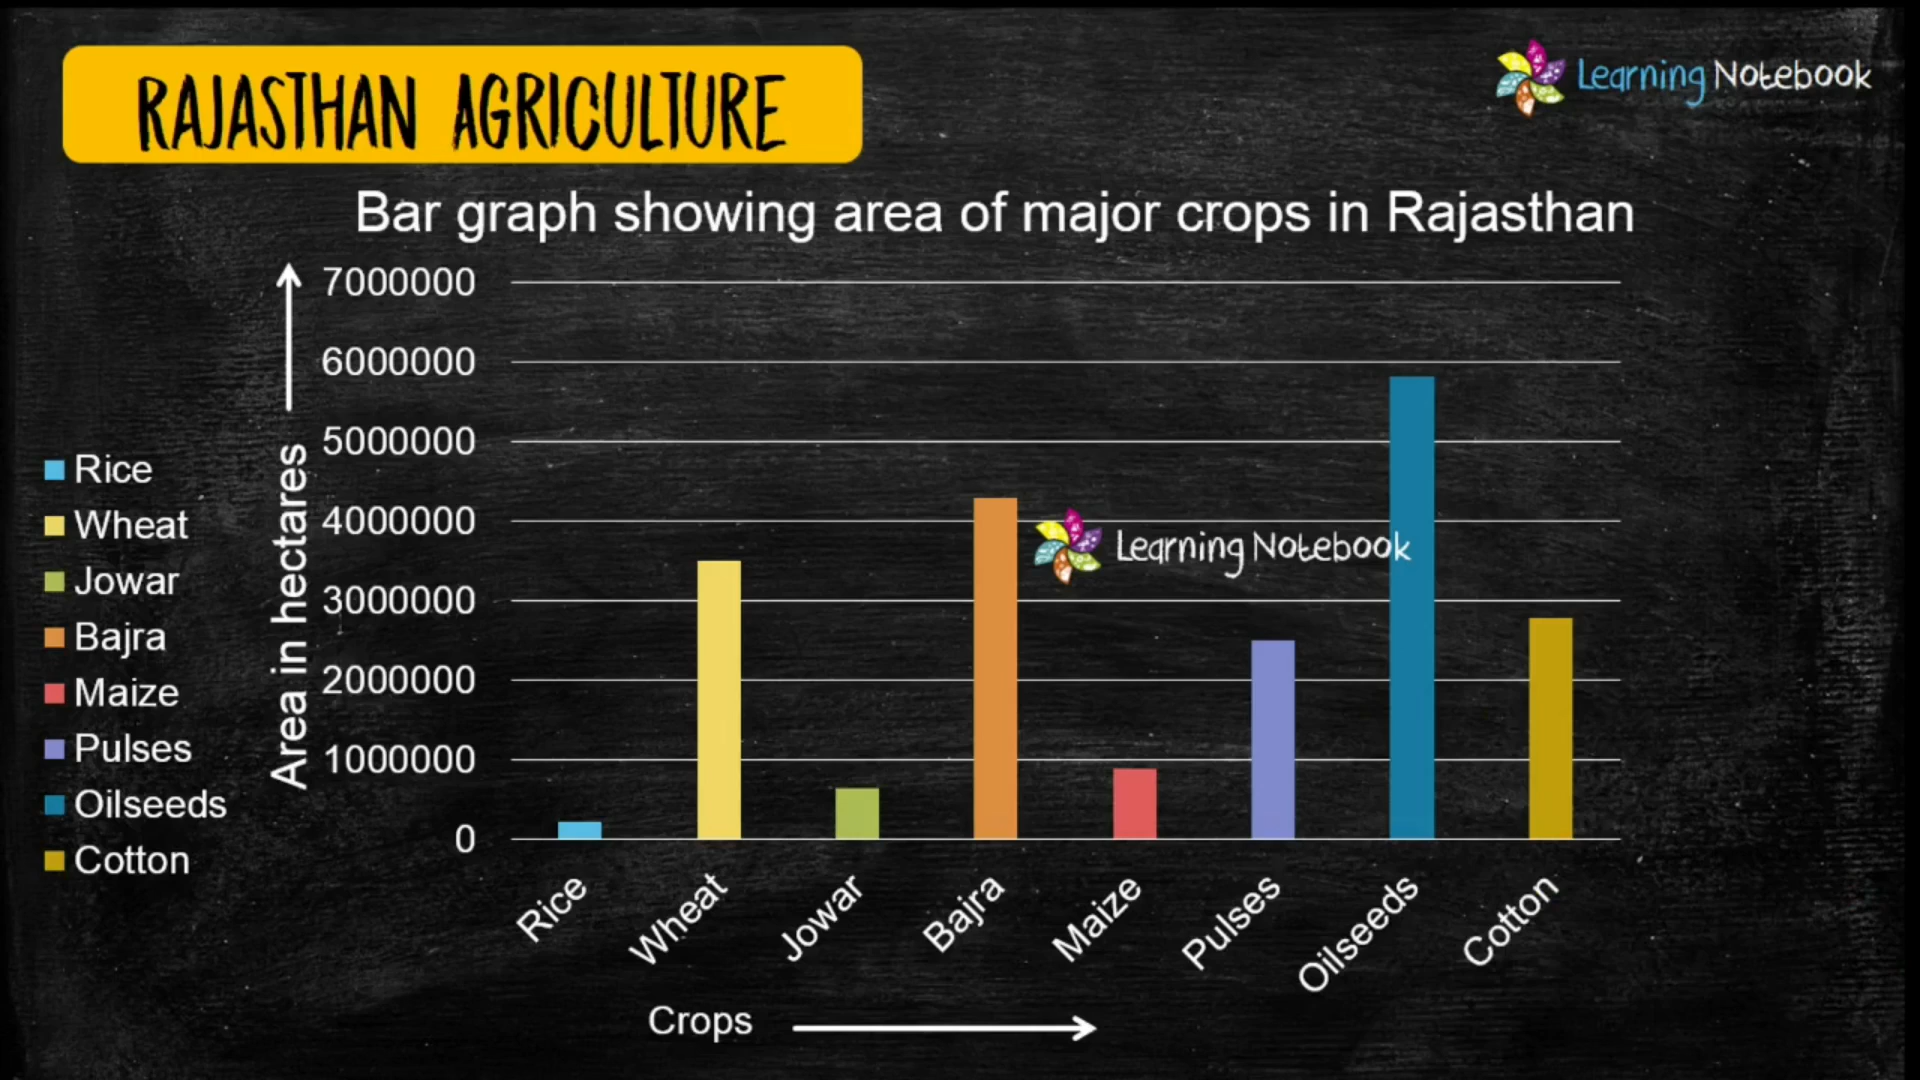 RAJASTHAN AGRICULTURE
Learning Notebook
Bar graph showing area of major crops in Rajasthan
7000000
6000000
5000000
4000000
3000000
2000000
1000000
0
Area in hectares
Rice
Wheat
Jowar
Bajra
Maize
Pulses
Oilseeds
Cotton
Learning Notebook
Rice
Wheat
Jowar
Bajra
Maize
Pulses
Oilseeds
Cotton
Crops